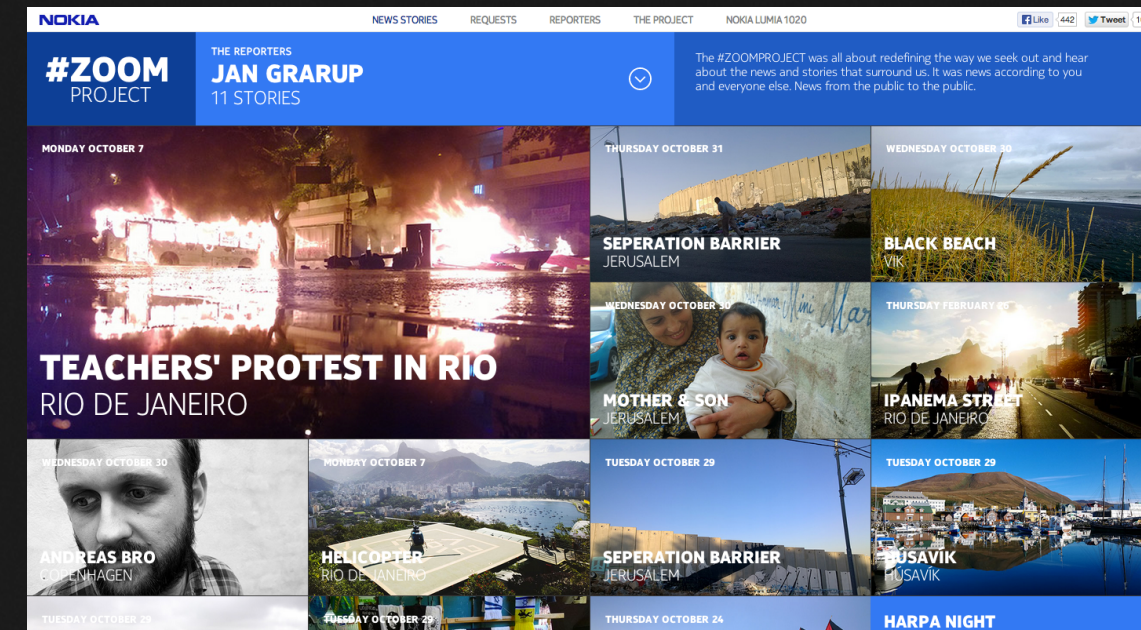 NOKIA
NEWS STORIES
REQUESTS
REPORTERS
THE PROJECT
NOKIA LUMIA 1020
Like
442
Tweet
#ZOOM
PROJECT
THE REPORTERS
JAN GRARUP
11 STORIES
The #ZOOMPROJECT was all about redefining the way we seek out and hear
about the news and stories that surround us. It was news according to you
and everyone else. News from the public to the public.
MONDAY OCTOBER 7
TEACHERS' PROTEST IN RÍO
RIO DE JANEIRO
THURSDAY OCTOBER 31
SEPERATION BARRIER
JERUSALEM
WEDNESDAY OCTOBER 30
BLACK BEACH
VIK
WEDNESDAY OCTOBER 30
MOTHER & SON
JERUSALEM
THURSDAY FEBRUARY
IPANEMA STREET
RIO DE JANEIRO
WEDNESDAY OCTOBER 30
ANDREAS BRO
COPENHAGEN
MONDAY OCTOBER 7
HELICOPTER
RIO DE JANEIRO
TUESDAY OCTOBER 29
SEPERATION BARRIER
JERUSALEM
TUESDAY OCTOBER 29
HÚSAVÍK
HÚSAVÍK
TUESDAY OCTOBER 29
TUESDAY OCTOBER 29
THURSDAY OCTOBER 24
HARPA NIGHT